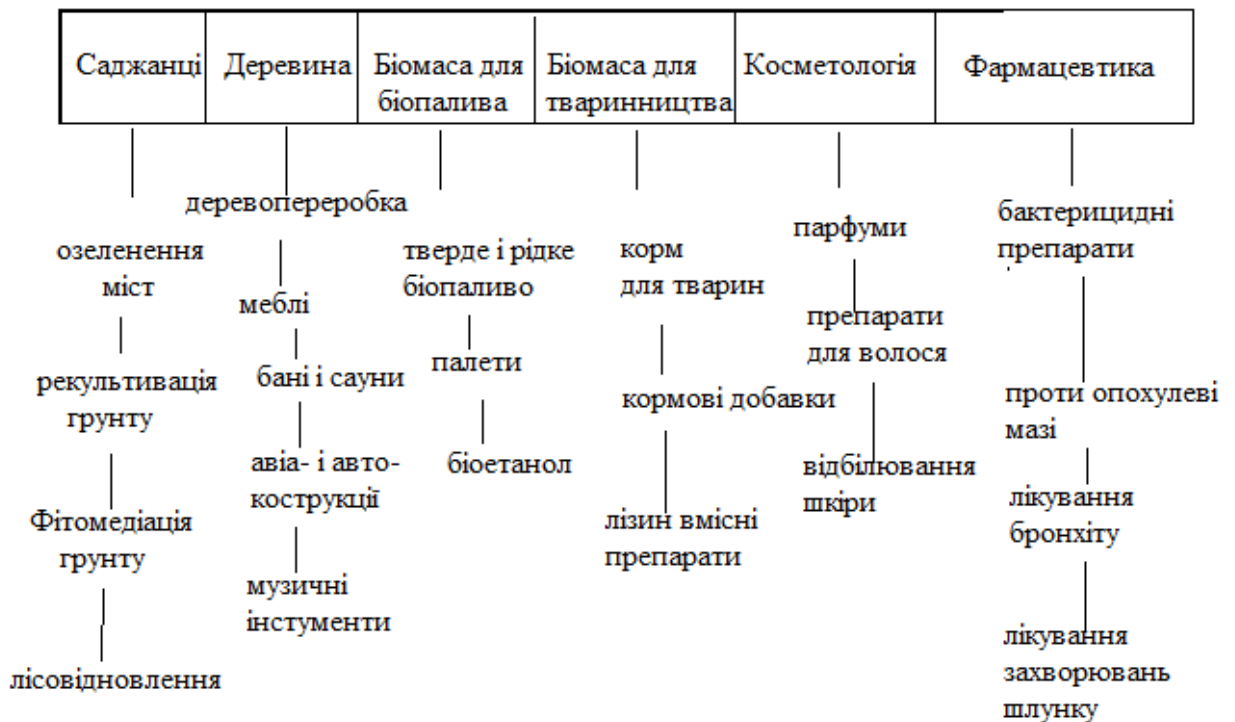 Саджанці
Деревина
Біомаса для
біопалива
Біомаса для
тваринництва
Косметологія
Фармацевтика
озеленення
міст
рекультивація
грунту
Фітомедіація
грунту
лісовідновлення
деревопереробка
меблі
бані і сауни
авіа- і авто-
кострукції
музичні
інстументи
тверде і рідке
біопаливо
палети
біоетанол
корм
для тварин
кормові добавки
лізин вмісні
препарати
парфуми
препарати
для волося
відбілювання
шкіри
бактерицидні
препарати
проти опохулеві
мазі
лікування
бронхіту
лікування
захворювань
шлунку